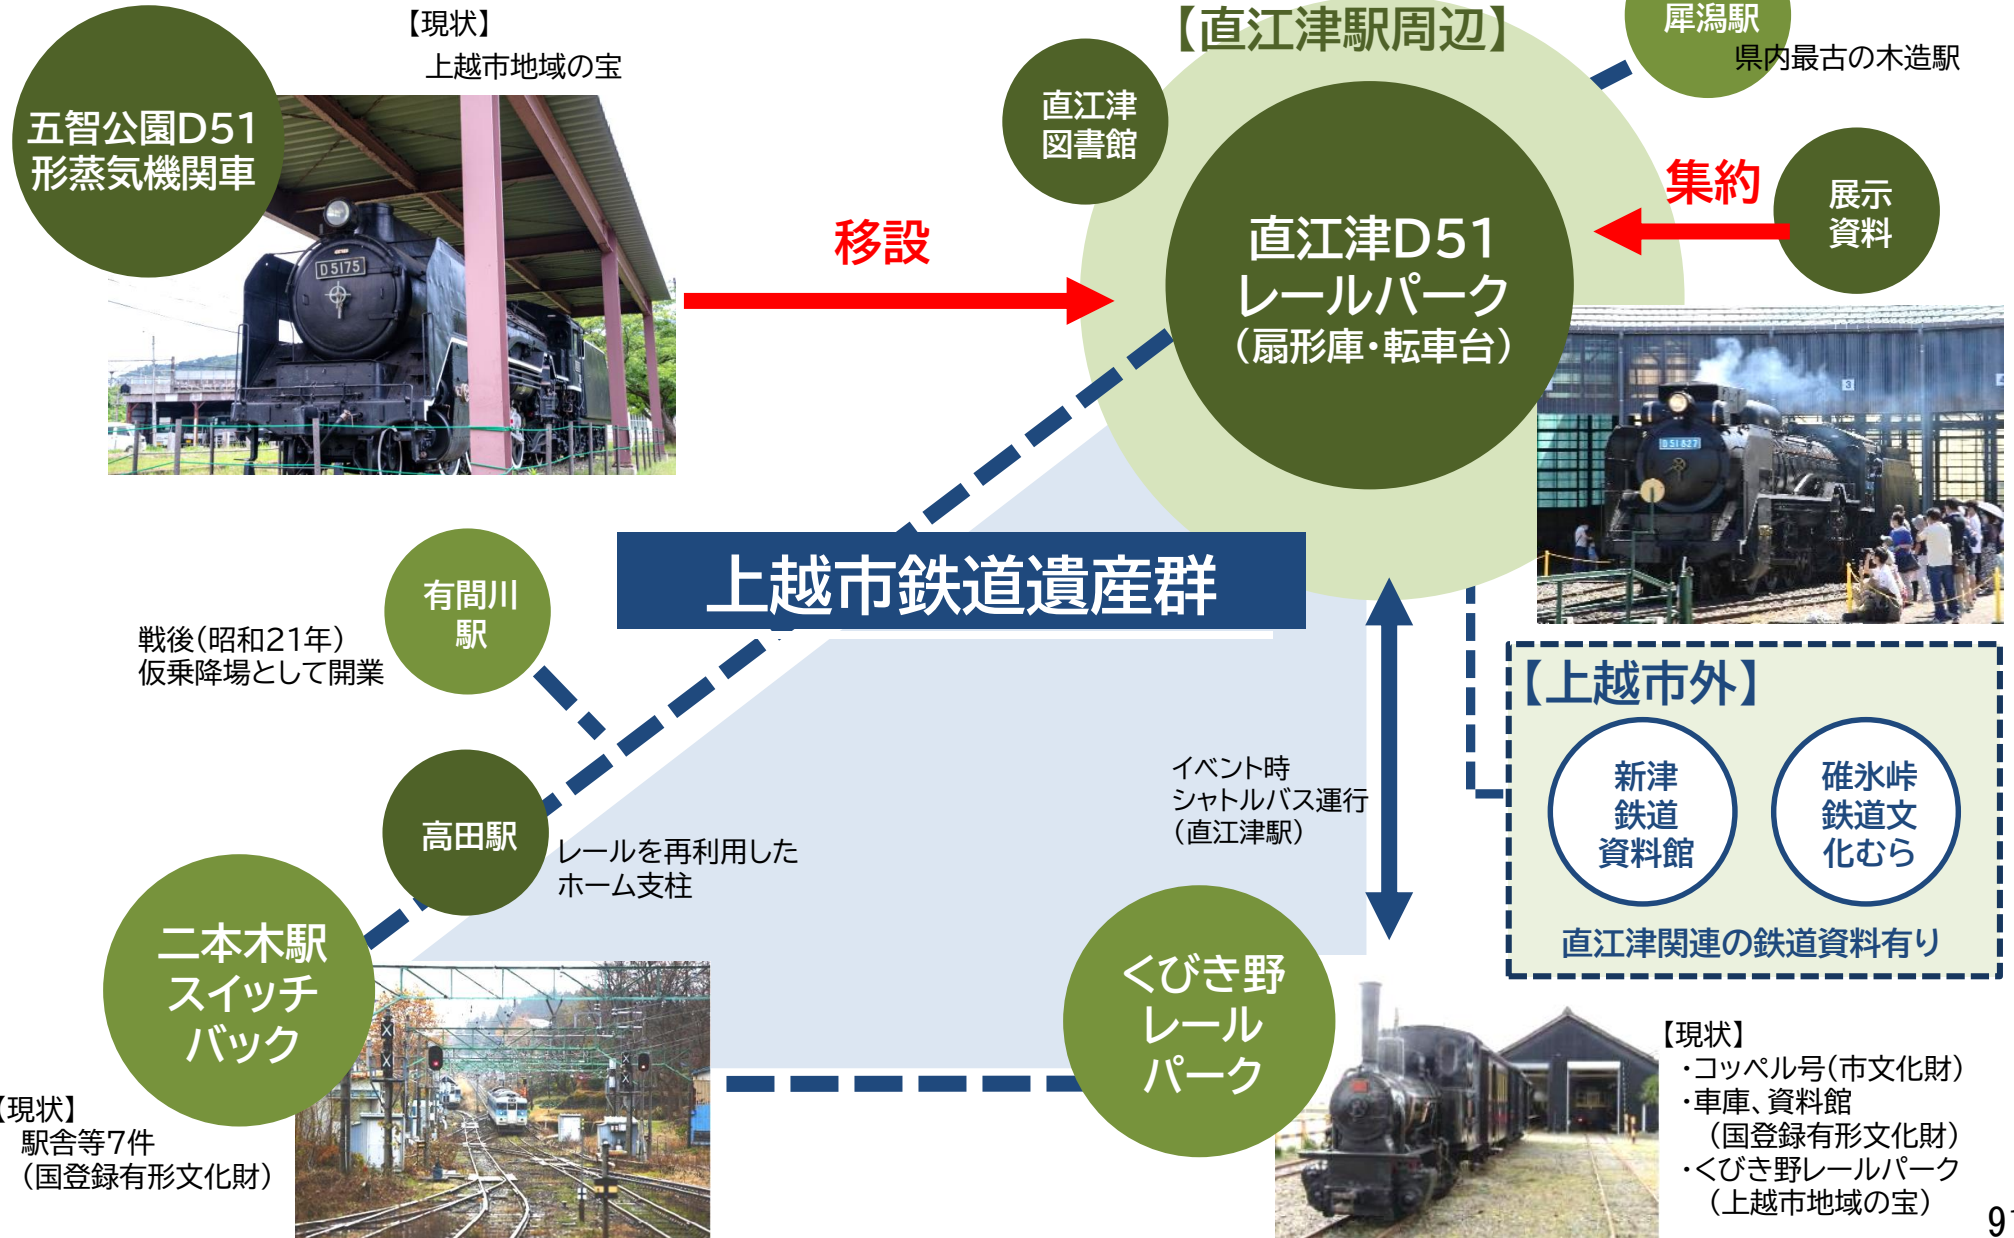 【現状】
上越市地域の宝
五智公園D51
形蒸気機関車
D5175
移設
【直江津駅周辺】
直江津
図書館
直江津D51
レールパーク
（扇形庫・転車台）
犀潟駅
県内最古の木造駅
集約
展示
資料
3
D51827
上越市鉄道遺産群
有間川
駅
戦後（昭和21年）
仮乗降場として開業
高田駅
レールを再利用した
ホーム支柱
二本木駅
スイッチ
バック
【現状】
駅舎等7件
（国登録有形文化財）
イベント時
シャトルバス運行
（直江津駅）
くびき野
レール
パーク
【上越市外】
新津
鉄道
資料館
碓氷峠
鉄道文
化むら
直江津関連の鉄道資料有り
【現状】
・コッペル号（市文化財）
・車庫、資料館
（国登録有形文化財）
・くびき野レールパーク
（上越市地域の宝）
9